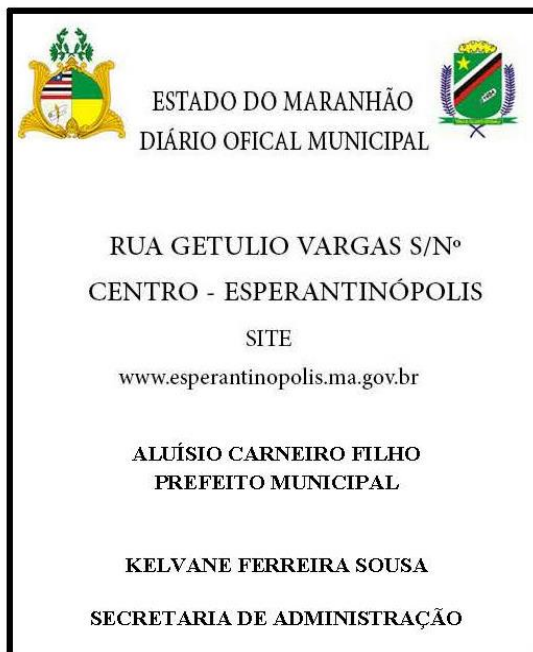 ESTADO DO MARANHÃO
DIÁRIO OFICAL MUNICIPAL
RUA GETULIO VARGAS S/Nº
CENTRO - ESPERANTINÓPOLIS
SITE
www.esperantinopolis.ma.gov.br
ALUÍSIO CARNEIRO FILHO
PREFEITO MUNICIPAL
KELVANE FERREIRA SOUSA
SECRETARIA DE ADMINISTRAÇÃO